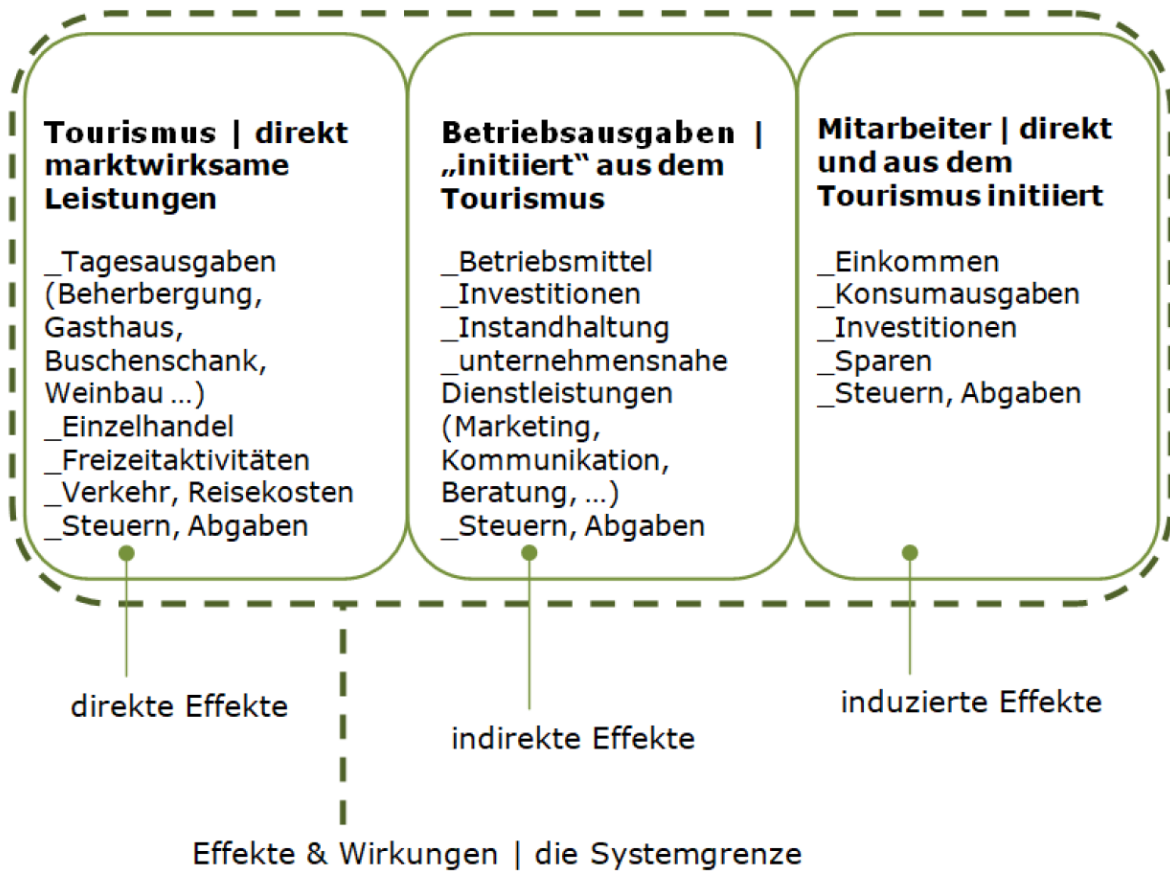 Tourismus | direkt
marktwirksame
Leistungen
_Tagesausgaben
(Beherbergung,
Gasthaus,
Buschenschank,
Weinbau ...)
_Einzelhandel
_Freizeitaktivitäten
_Verkehr, Reisekosten
_Steuern, Abgaben
Betriebsausgaben |
„initiiert“ aus dem
Tourismus
_Betriebsmittel
_Investitionen
_Instandhaltung
_unternehmensnahe
Dienstleistungen
(Marketing,
Kommunikation,
Beratung, ...)
_Steuern, Abgaben
Mitarbeiter | direkt
und aus dem
Tourismus initiiert
_Einkommen
_Konsumausgaben
_Investitionen
_Sparen
_Steuern, Abgaben
direkte Effekte
indirekte Effekte
induzierte Effekte
Effekte & Wirkungen | die Systemgrenze